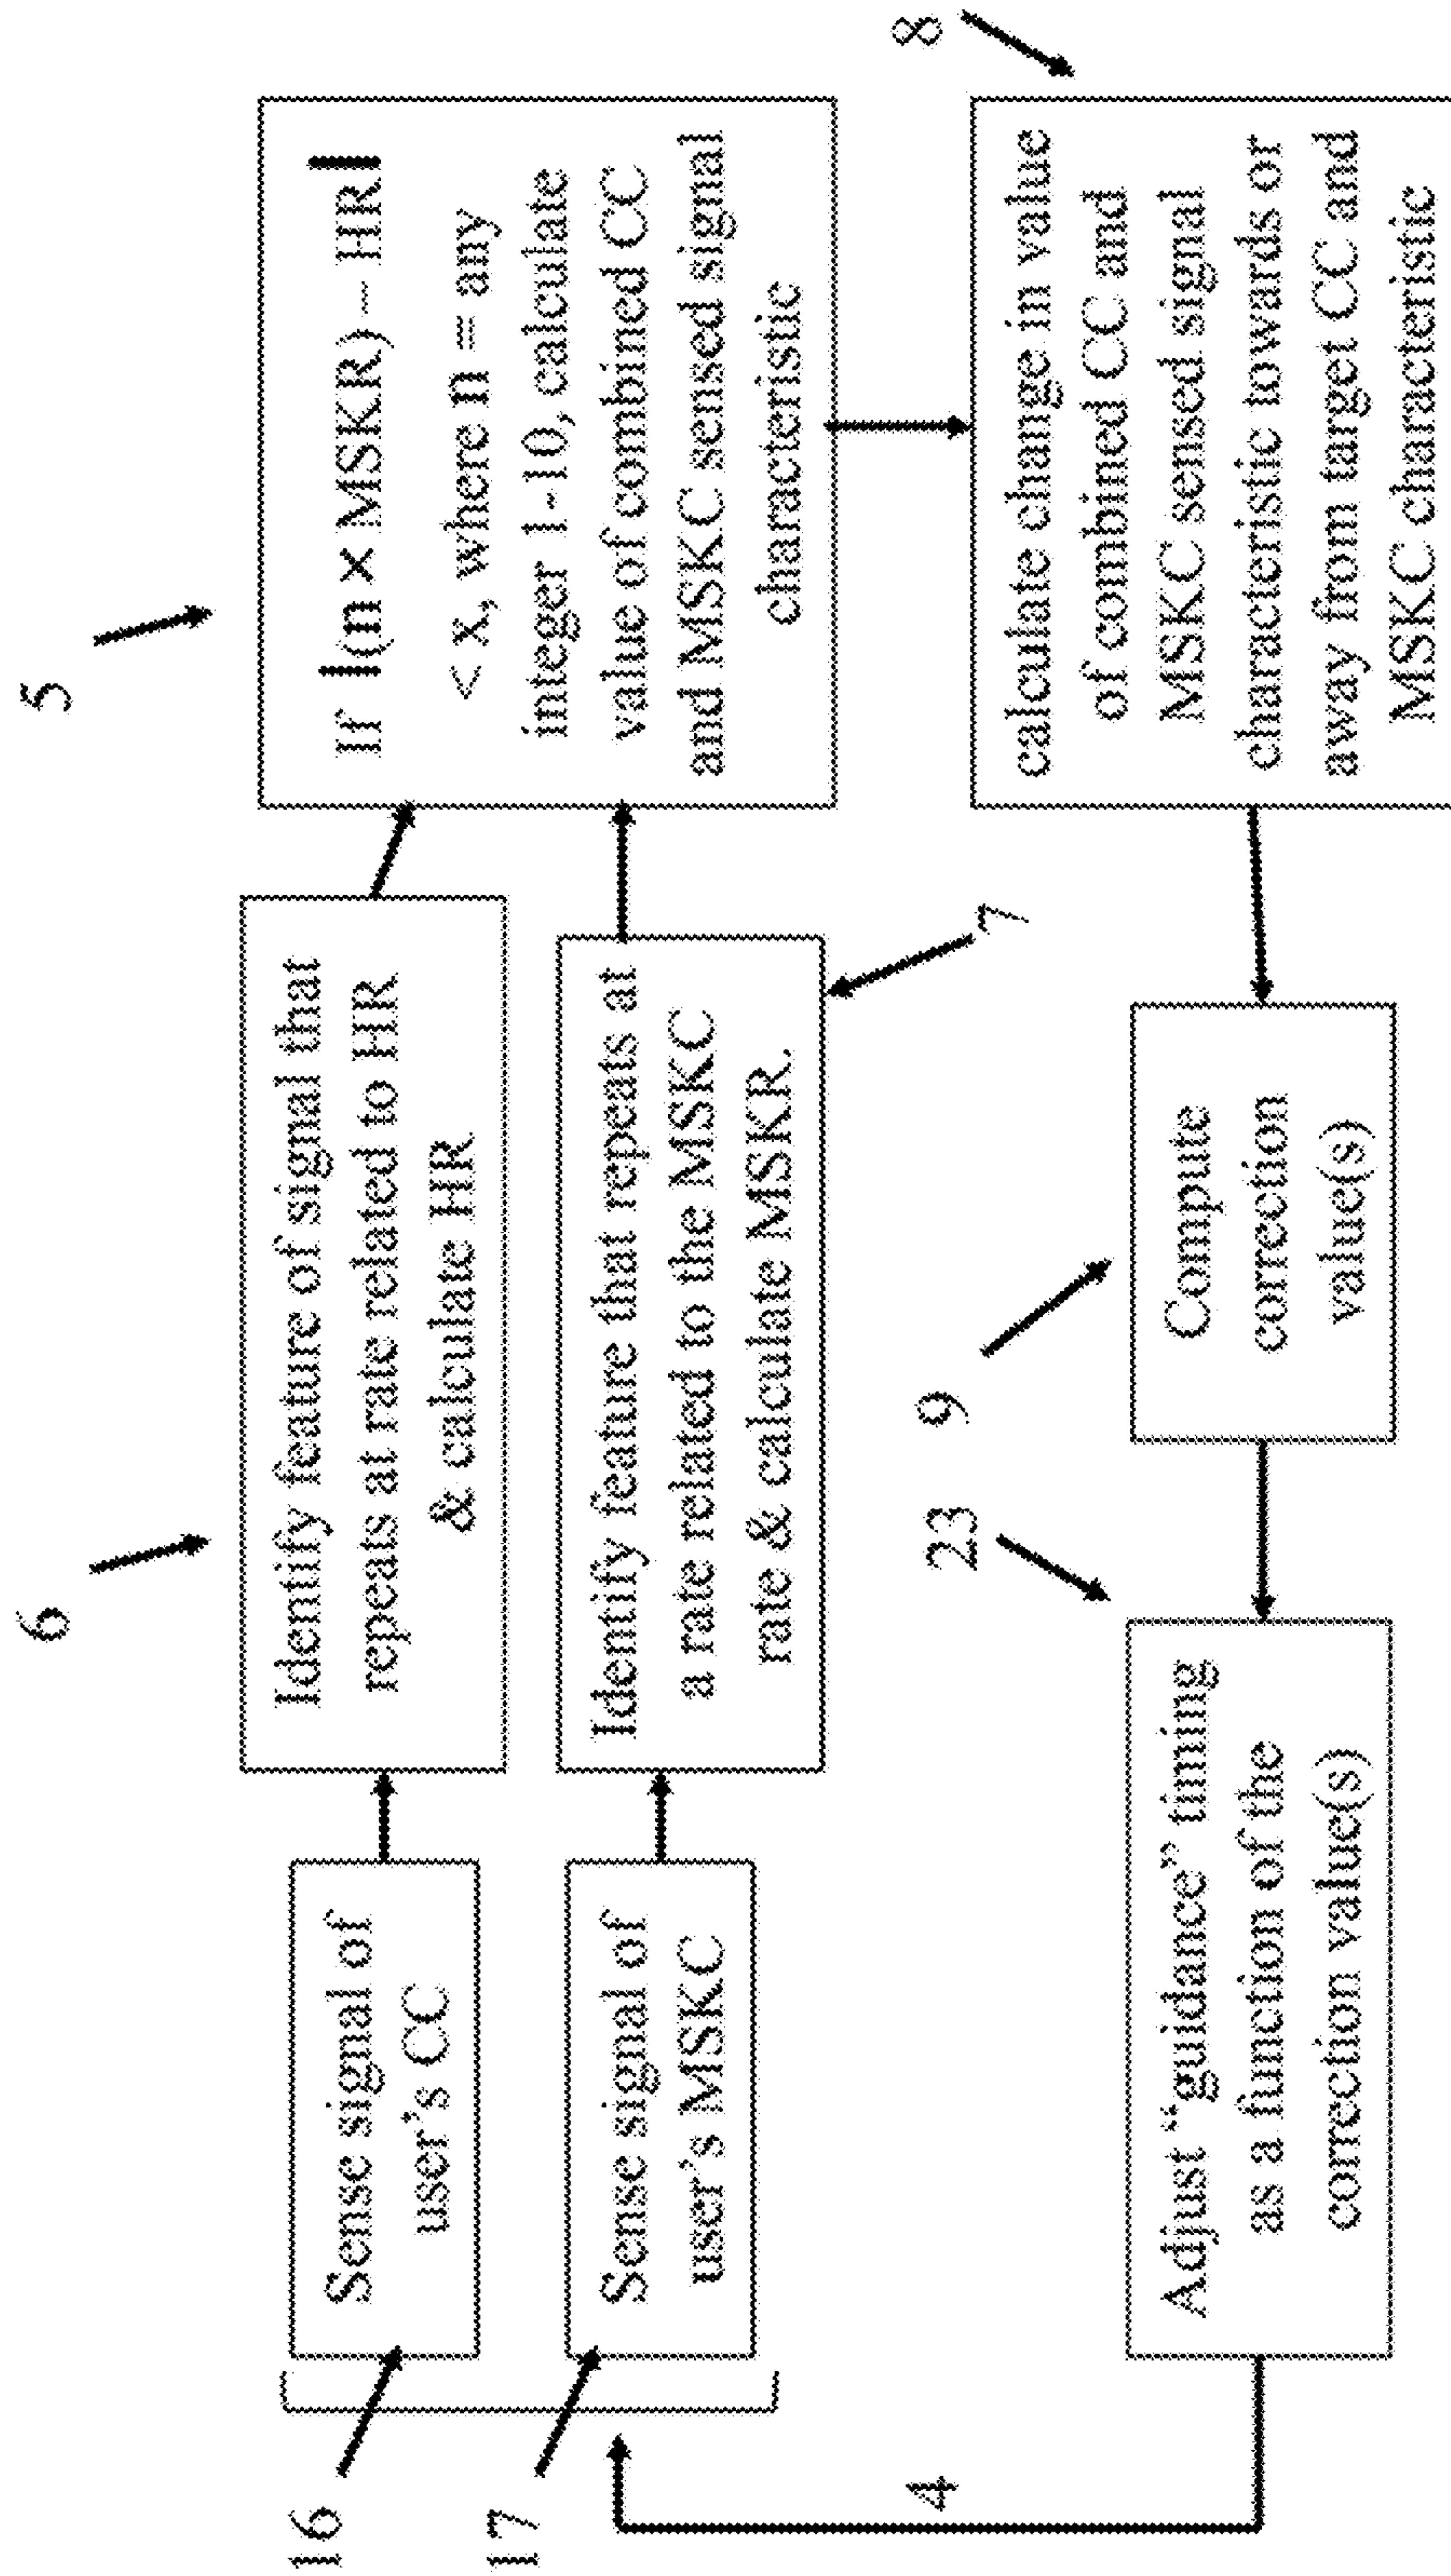 16
Sense signal of
user's CC
6
Identify feature of signal that
repeats at rate related to HR
& calculate HR
5
If |(n × MSKR) – HR|
< x, where n = any
integer 1-10, calculate
value of combined CC
and MSKC sensed signal
characteristic
17
Sense signal of
user's MSKC
Identify feature that repeats at
a rate related to the MSKC
rate & calculate MSKR.
7
8
calculate change in value
of combined CC and
MSKC sensed signal
characteristic towards or
away from target CC and
MSKC characteristic
9
Compute
correction
value(s)
23
Adjust “guidance” timing
as a function of the
correction value(s)
4